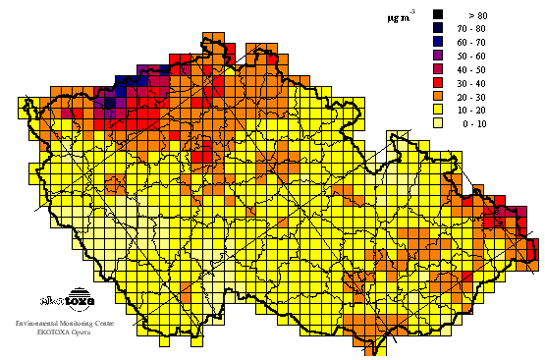 µg m-3
> 80
70 - 80
60 - 70
50 - 60
40 - 50
30 - 40
20 - 30
10 - 20
0 - 10
ekotoxa
Environmental Monitoring Centre
EKOTOXA Opava